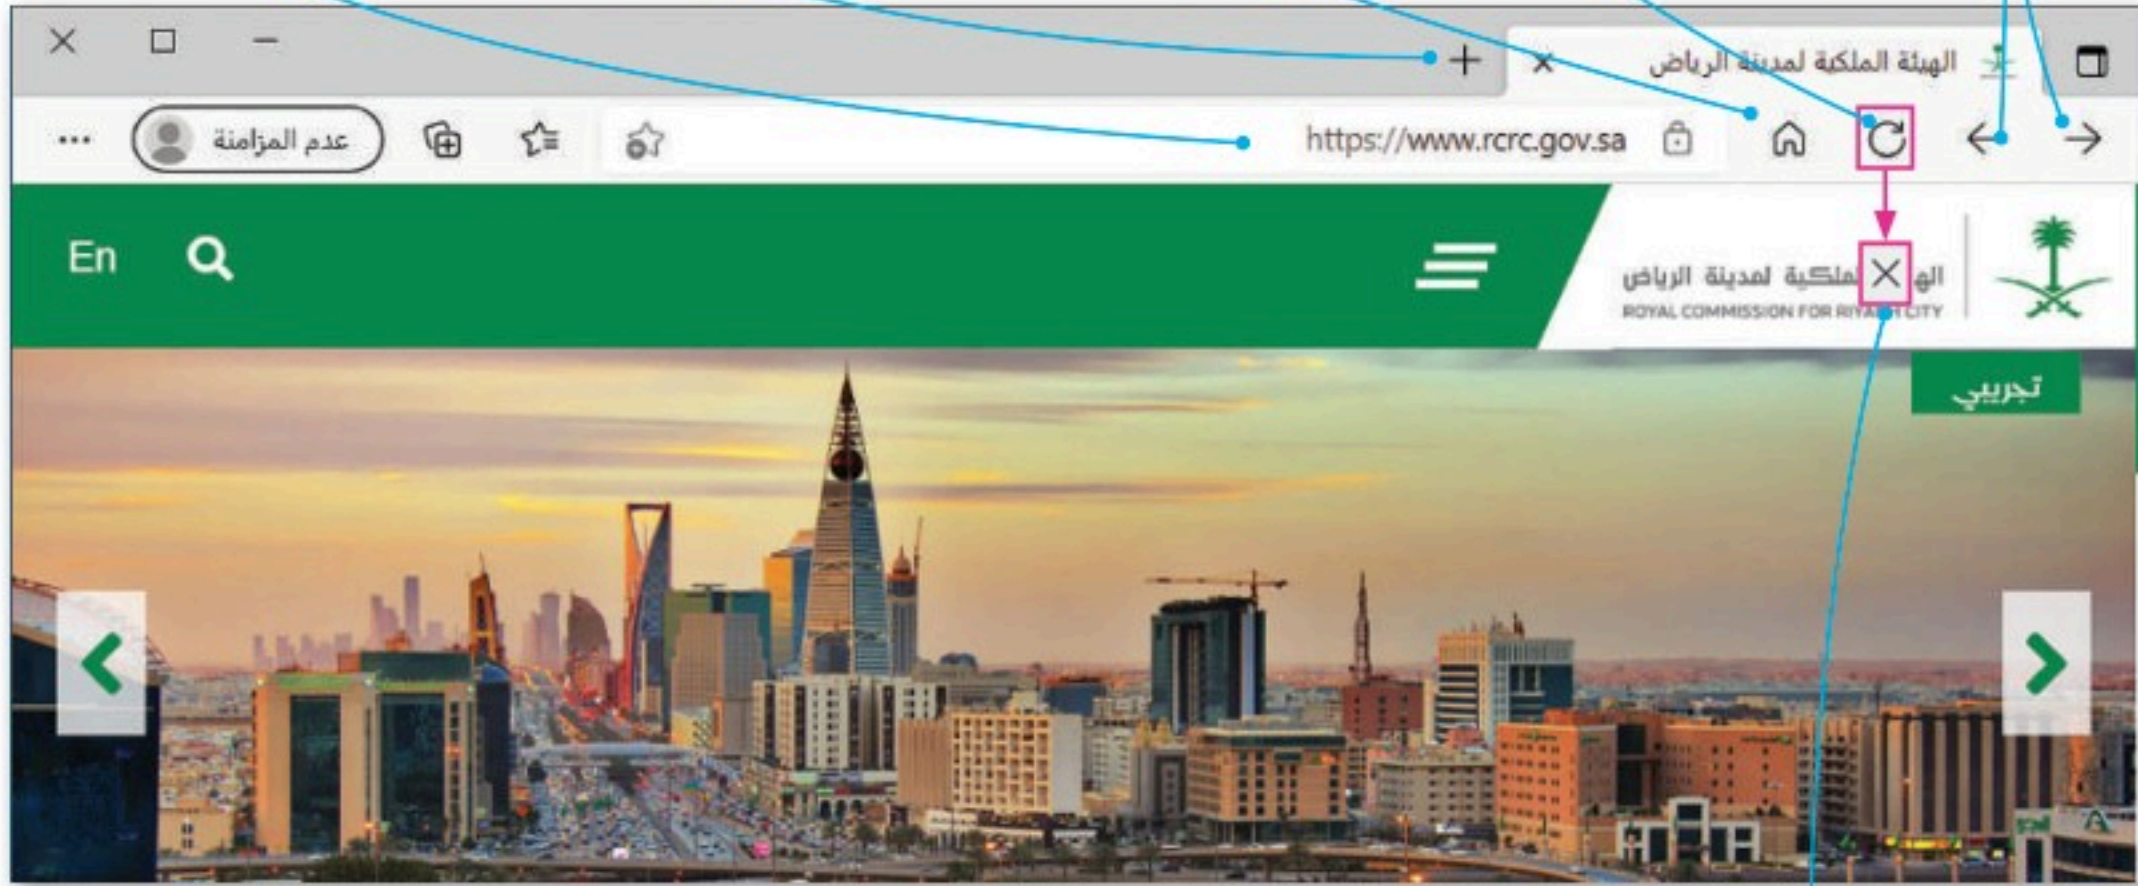 الهيئة الملكية لمدينة الرياض
https://www.rcrc.gov.sa
عدم المزامنة
الملكية لمدينة الرياض
ROYAL COMMISSION FOR RIYADH CITY
En
تجريبي